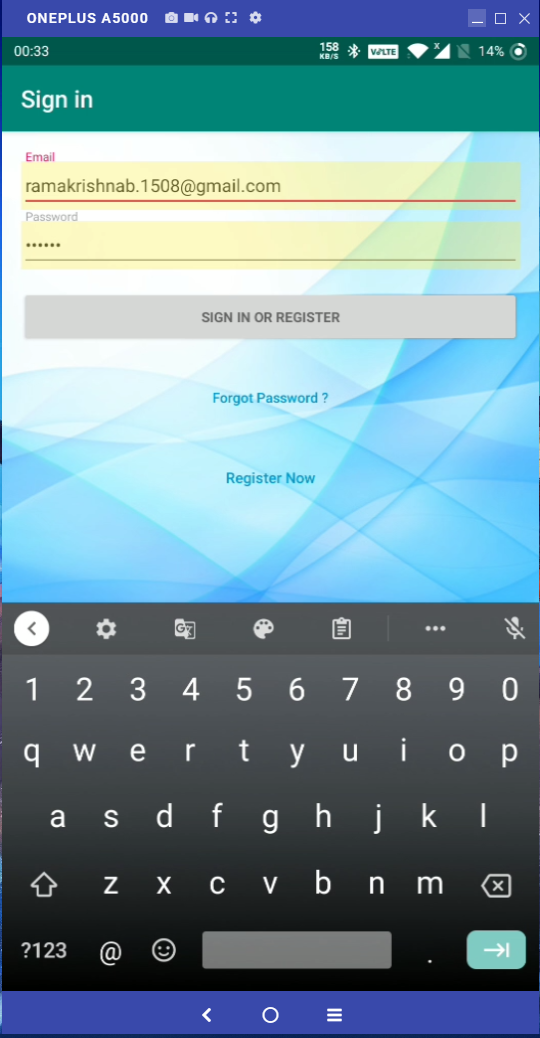 ONEPLUS A5000
00:33 158 KB/S VoLTE x 14%
Sign in
Email
ramakrishnab.1508@gmail.com
Password
••••••
SIGN IN OR REGISTER
Forgot Password ?
Register Now
1 2 3 4 5 6 7 8 9 0
q w e r t y u i o p
a s d f g h j k l
z x c v b n m
?123 @ .